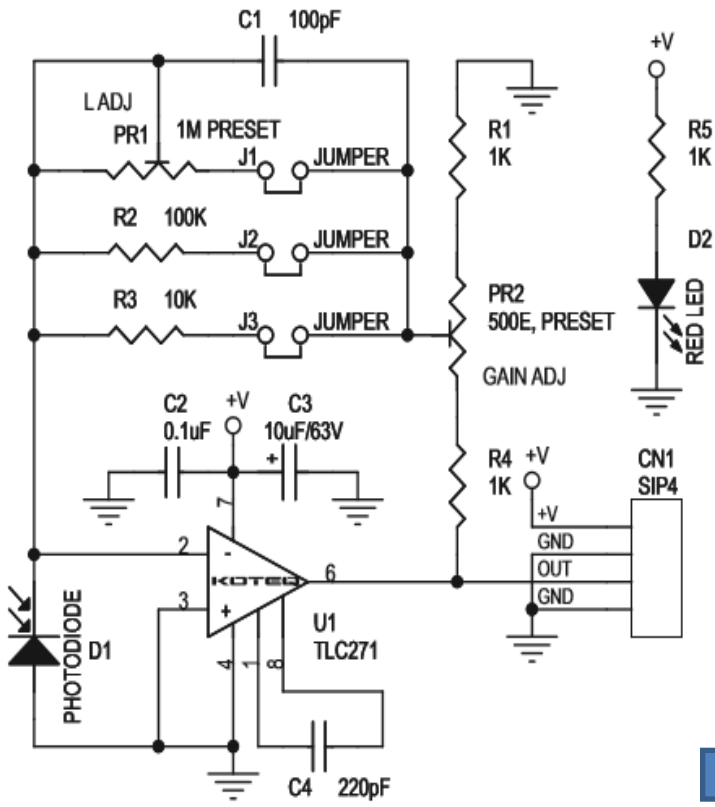 C1 100pF
+V
L ADJ
PR1
1M PRESET
J1
JUMPER
R1
1K
R5
1K
R2 100K
J2
JUMPER
D2
R3 10K
J3
JUMPER
PR2
500E, PRESET
RED LED
GAIN ADJ
C2
0.1uF
+V
C3
10uF/63V
+
R4
1K
+V
CN1
SIP4
+V
GND
OUT
GND
7
2
-
KOTEQ
6
3
+
4
1
8
U1
TLC271
PHOTODIODE
D1
C4 220pF